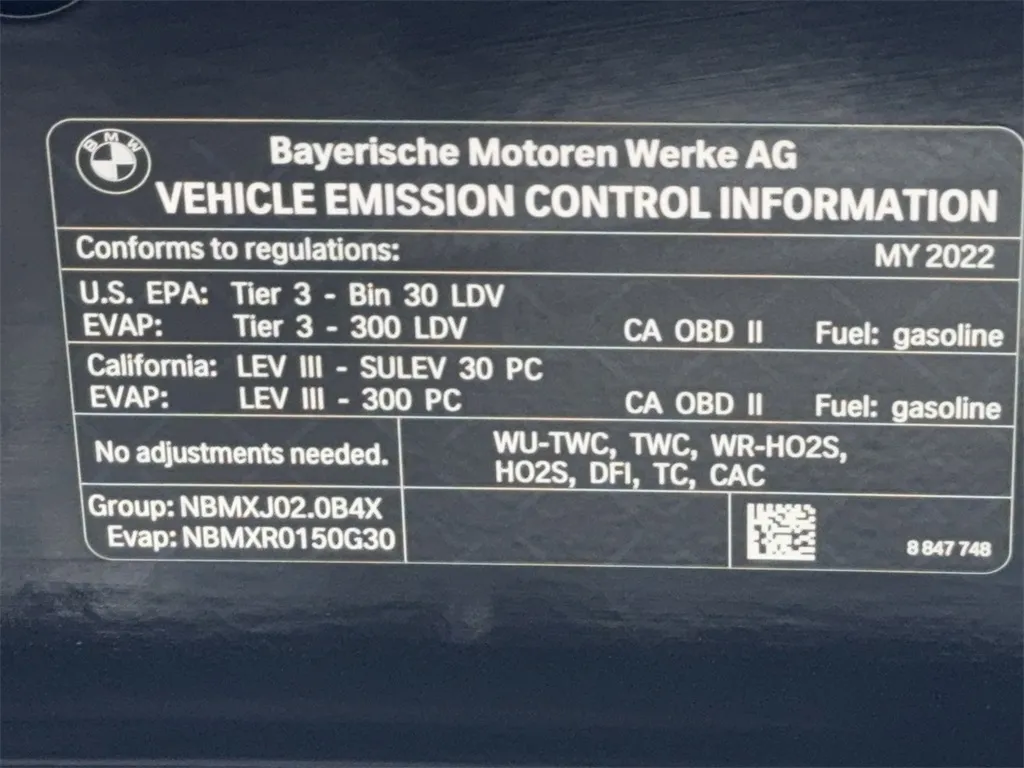 BMW
Bayerische Motoren Werke AG
VEHICLE EMISSION CONTROL INFORMATION
Conforms to regulations: MY 2022
U.S. EPA: Tier 3 - Bin 30 LDV
EVAP: Tier 3 - 300 LDV CA OBD II Fuel: gasoline
California: LEV III - SULEV 30 PC
EVAP: LEV III - 300 PC CA OBD II Fuel: gasoline
No adjustments needed.
WU-TWC, TWC, WR-HO2S,
HO2S, DFI, TC, CAC
Group: NBMXJ02.0B4X
Evap: NBMXR0150G30
8 847 748